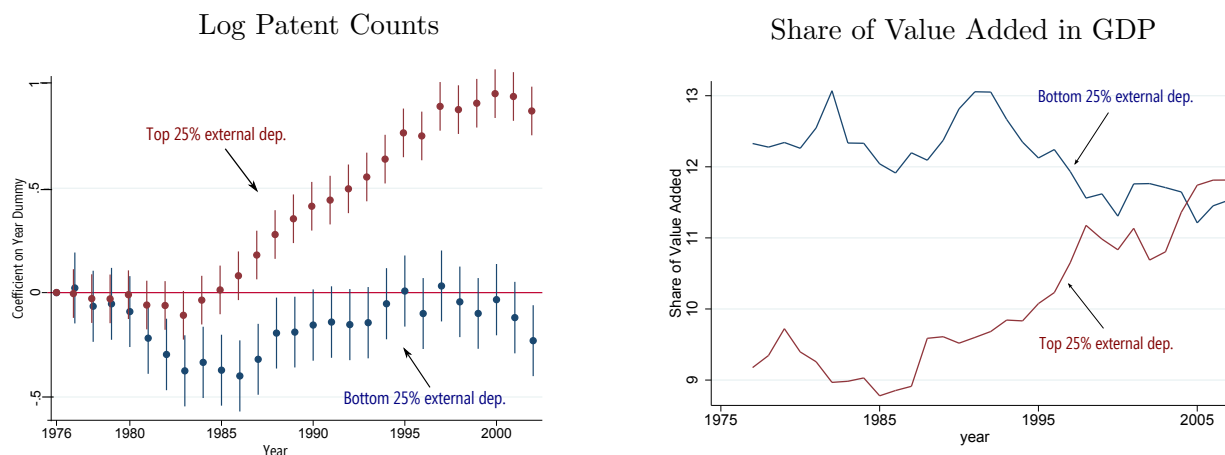 Log Patent Counts
Coefficient on Year Dummy
1
.5
0
-.5
Top 25% external dep.
Bottom 25% external dep.
1976
1980
1985
1990
1995
2000
Year
Share of Value Added in GDP
Share of Value Added
13
12
11
10
9
Bottom 25% external dep.
Top 25% external dep.
1975
1985
1995
2005
year